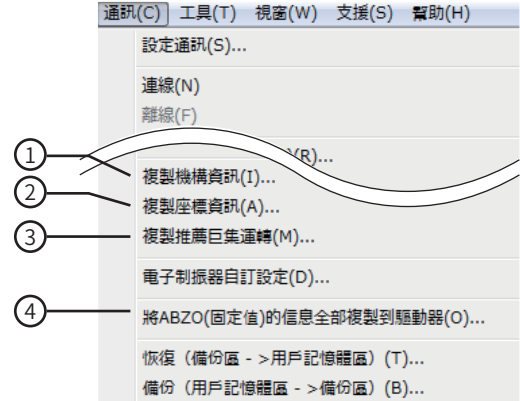 通訊(C) 工具(T) 視窗(W) 支援(S) 幫助(H)
設定通訊(S)...
連線(N)
離線(F)
(R)...
1 複製機構資訊(I)...
2 複製座標資訊(A)...
3 複製推薦巨集運轉(M)...
電子制振器自訂設定(D)...
4 將ABZO(固定值)的信息全部複製到驅動器(O)...
恢復（備份區 - >用戶記憶體區）(T)...
備份（用戶記憶體區 - >備份區）(B)...